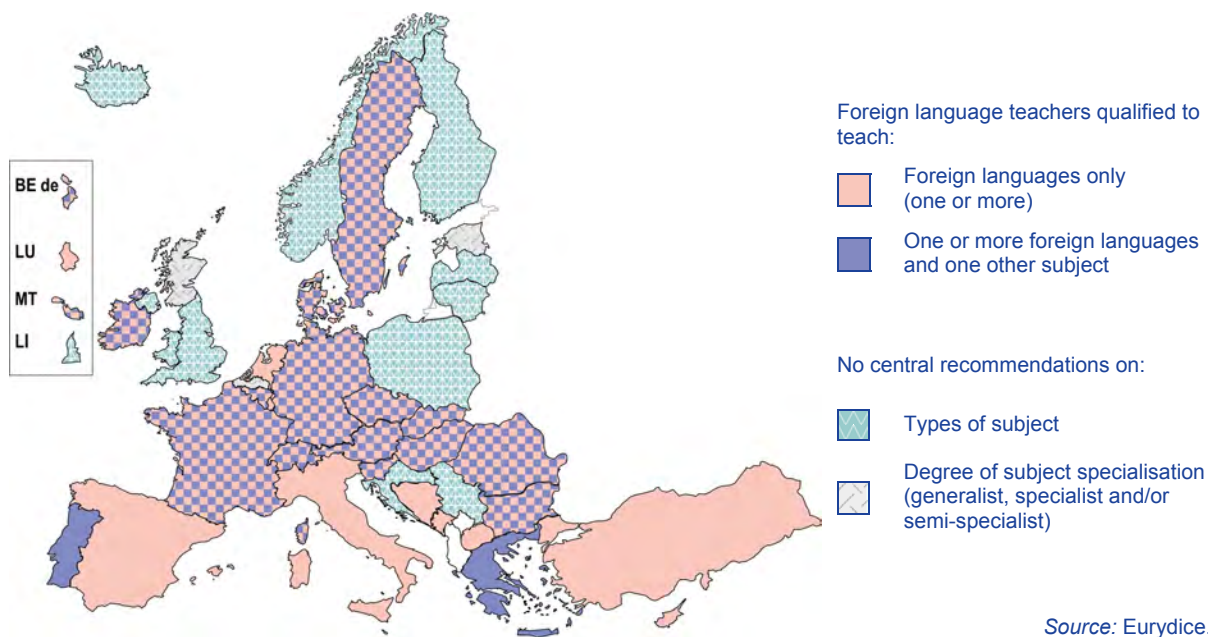 BE de
LU
MT
LI
Foreign language teachers qualified to
teach:
Foreign languages only
(one or more)
One or more foreign languages
and one other subject
No central recommendations on:
Types of subject
Degree of subject specialisation
(generalist, specialist and/or
semi-specialist)
Source: Eurydice.